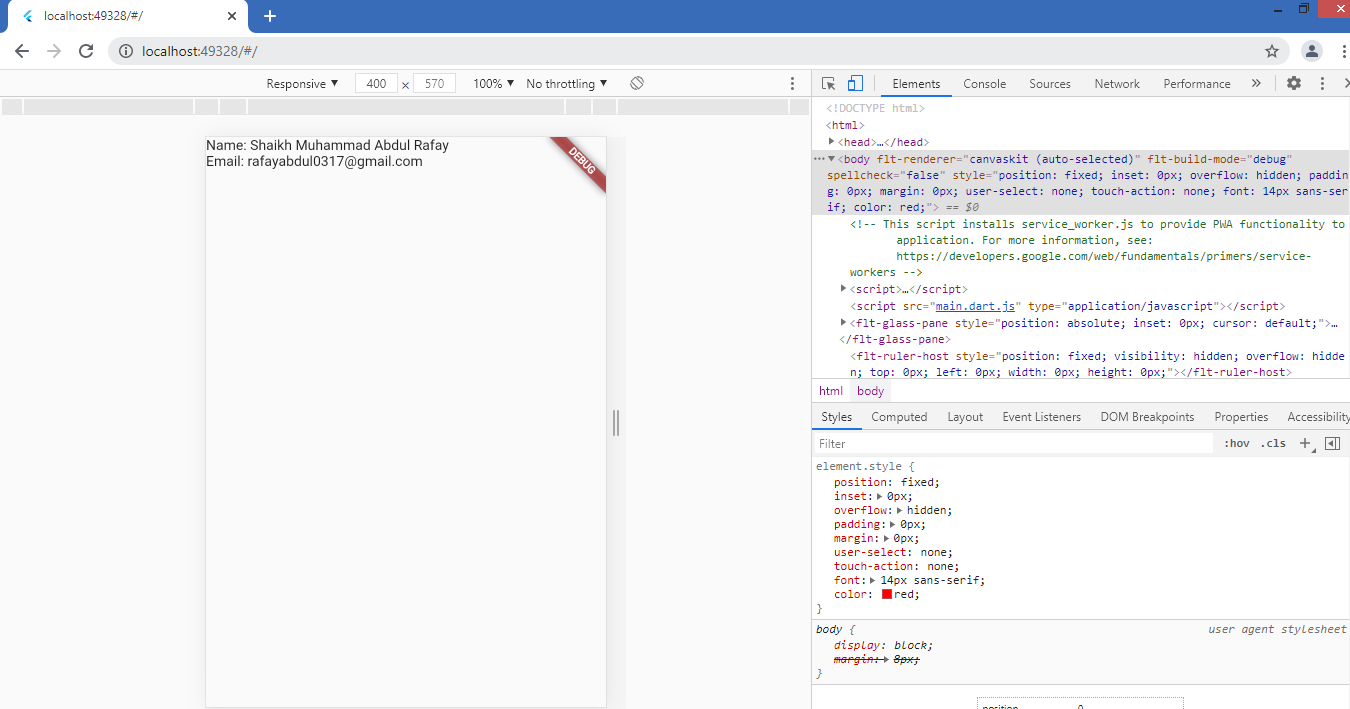 localhost:49328/#/
localhost:49328/#/
Responsive 400 × 570 100% No throttling
Elements Console Sources Network Performance »
Name: Shaikh Muhammad Abdul Rafay
Email: rafayabdul0317@gmail.com
DEBUG
<!DOCTYPE html>
<html>
<head>…</head>
<body flt-renderer="canvaskit (auto-selected)" flt-build-mode="debug"
spellcheck="false" style="position: fixed; inset: 0px; overflow: hidden; paddin
g: 0px; margin: 0px; user-select: none; touch-action: none; font: 14px sans-ser
if; color: red;"> == $0
<!-- This script installs service_worker.js to provide PWA functionality to
application. For more information, see:
https://developers.google.com/web/fundamentals/primers/service-
workers -->
<script>…</script>
<script src="main.dart.js" type="application/javascript"></script>
<flt-glass-pane style="position: absolute; inset: 0px; cursor: default;">…
</flt-glass-pane>
<flt-ruler-host style="position: fixed; visibility: hidden; overflow: hidde
n; top: 0px; left: 0px; width: 0px; height: 0px;"></flt-ruler-host>
html body
Styles Computed Layout Event Listeners DOM Breakpoints Properties Accessibility
Filter :hov .cls +
element.style {
position: fixed;
inset: 0px;
overflow: hidden;
padding: 0px;
margin: 0px;
user-select: none;
touch-action: none;
font: 14px sans-serif;
color: red;
}
body { user agent stylesheet
display: block;
margin: 8px;
}
position 0